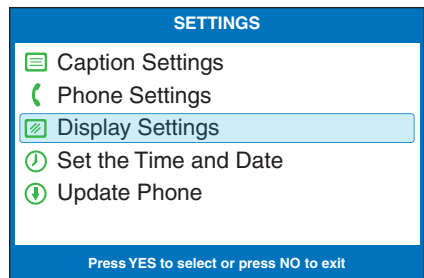 SETTINGS
Caption Settings
Phone Settings
Display Settings
Set the Time and Date
Update Phone
Press YES to select or press NO to exit